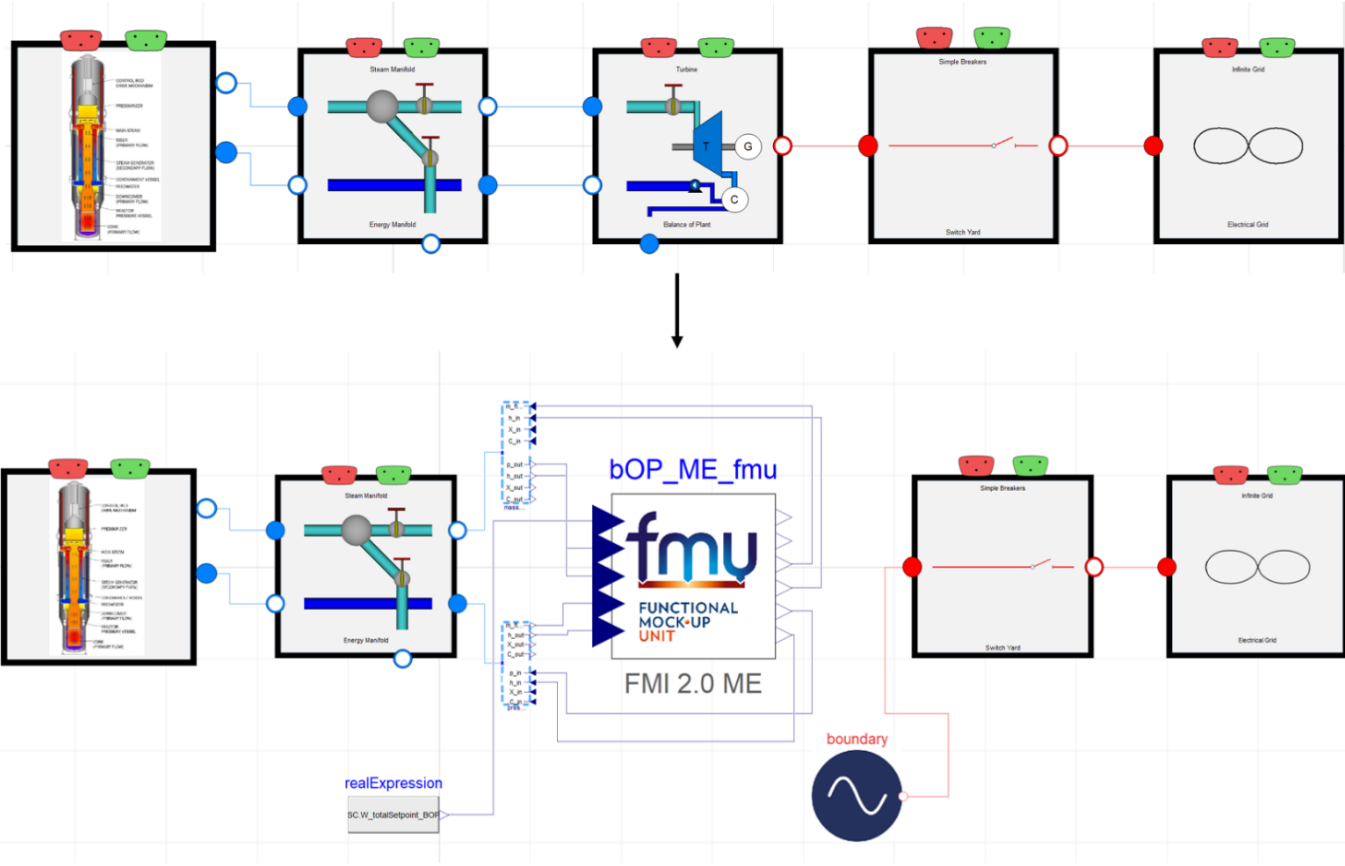 CONTROL ROD
DRIVE MECHANISM
PRESSURIZER
MAIN STEAM
RISER
(PRIMARY FLOW)
STEAM GENERATOR
(SECONDARY FLOW)
CONTAINMENT VESSEL
FEEDWATER
DOWNCOMER
(PRIMARY FLOW)
REACTOR
PRESSURE VESSEL
CORE
(PRIMARY FLOW)
Steam Manifold
Energy Manifold
Turbine
T
G
C
Balance of Plant
Simple Breakers
Switch Yard
Infinite Grid
Electrical Grid
Steam Manifold
Energy Manifold
h_in
X_in
C_in
p_out
h_out
X_out
C_out
mass...
h_out
X_out
C_out
p_in
h_in
X_in
C_in
bOP_ME_fmu
fmu
FUNCTIONAL
MOCK-UP
UNIT
FMI 2.0 ME
Simple Breakers
Switch Yard
Infinite Grid
Electrical Grid
boundary
realExpression
SC.W_totalSetpoint_BOP